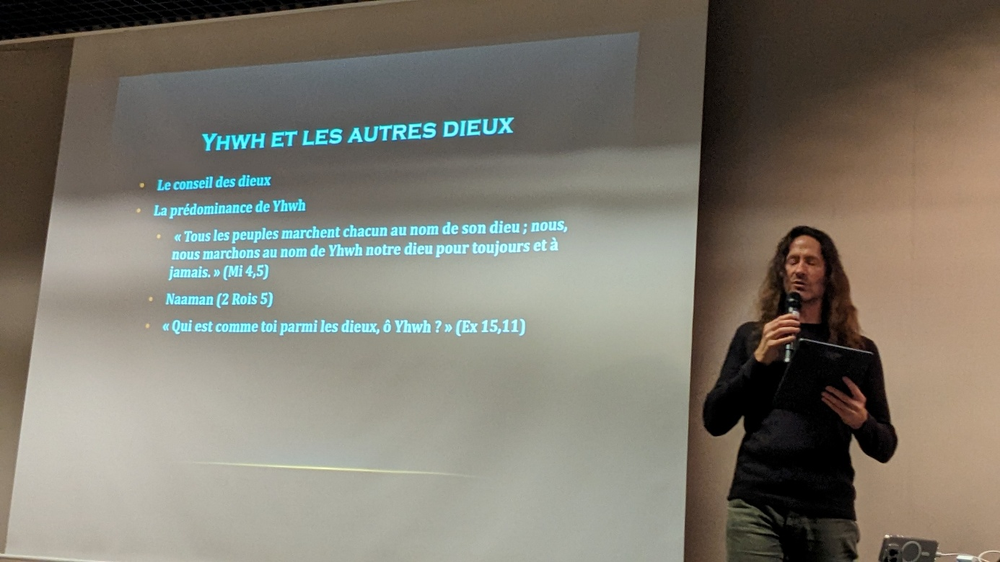 YHWH ET LES AUTRES DIEUX
• Le conseil des dieux
• La prédominance de Yhwh
• « Tous les peuples marchent chacun au nom de son dieu ; nous,
nous marchons au nom de Yhwh notre dieu pour toujours et à
jamais. » (Mi 4,5)
• Naaman (2 Rois 5)
• « Qui est comme toi parmi les dieux, ô Yhwh ? » (Ex 15,11)